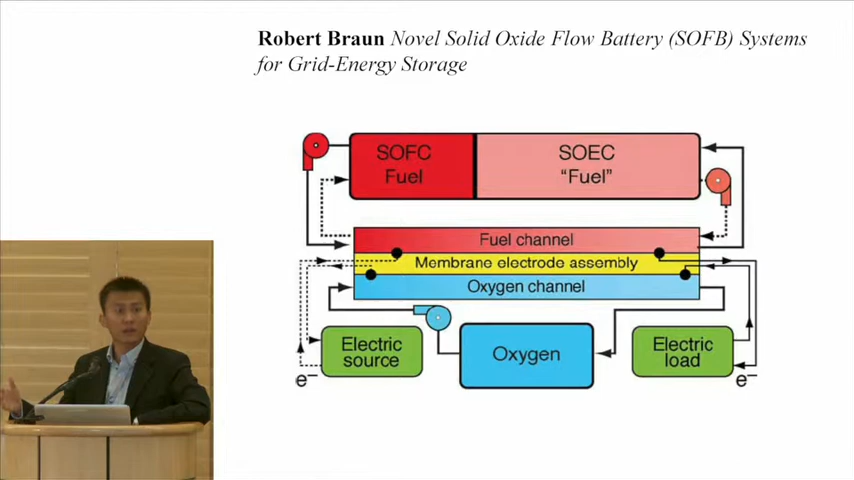 Robert Braun Novel Solid Oxide Flow Battery (SOFB) Systems
for Grid-Energy Storage
SOFC
Fuel
SOEC
“Fuel”
Fuel channel
Membrane electrode assembly
Oxygen channel
Electric
source
Oxygen
Electric
load
e−
e−